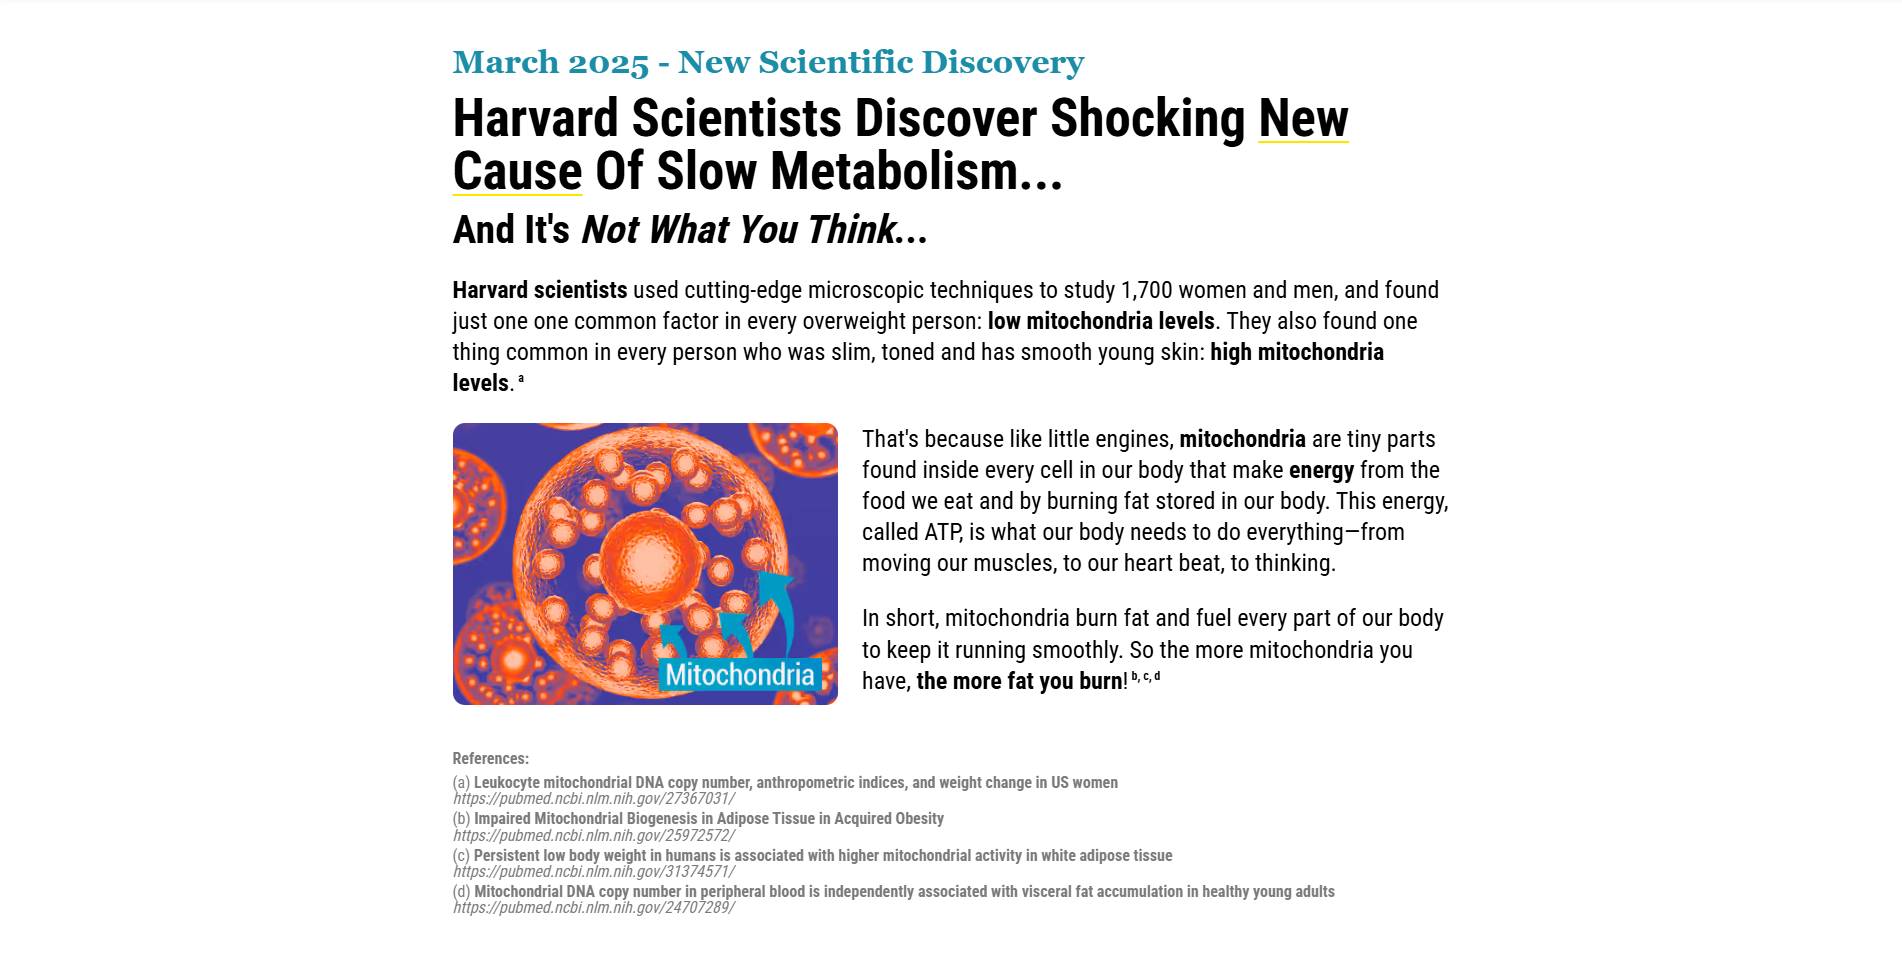 March 2025 - New Scientific Discovery
Harvard Scientists Discover Shocking New
Cause Of Slow Metabolism...
And It's Not What You Think...
Harvard scientists used cutting-edge microscopic techniques to study 1,700 women and men, and found
just one one common factor in every overweight person: low mitochondria levels. They also found one
thing common in every person who was slim, toned and has smooth young skin: high mitochondria
levels. a
That's because like little engines, mitochondria are tiny parts
found inside every cell in our body that make energy from the
food we eat and by burning fat stored in our body. This energy,
called ATP, is what our body needs to do everything—from
moving our muscles, to our heart beat, to thinking.
In short, mitochondria burn fat and fuel every part of our body
to keep it running smoothly. So the more mitochondria you
have, the more fat you burn! b, c, d
Mitochondria
References:
(a) Leukocyte mitochondrial DNA copy number, anthropometric indices, and weight change in US women
https://pubmed.ncbi.nlm.nih.gov/27367031/
(b) Impaired Mitochondrial Biogenesis in Adipose Tissue in Acquired Obesity
https://pubmed.ncbi.nlm.nih.gov/25972572/
(c) Persistent low body weight in humans is associated with higher mitochondrial activity in white adipose tissue
https://pubmed.ncbi.nlm.nih.gov/31374571/
(d) Mitochondrial DNA copy number in peripheral blood is independently associated with visceral fat accumulation in healthy young adults
https://pubmed.ncbi.nlm.nih.gov/24707289/